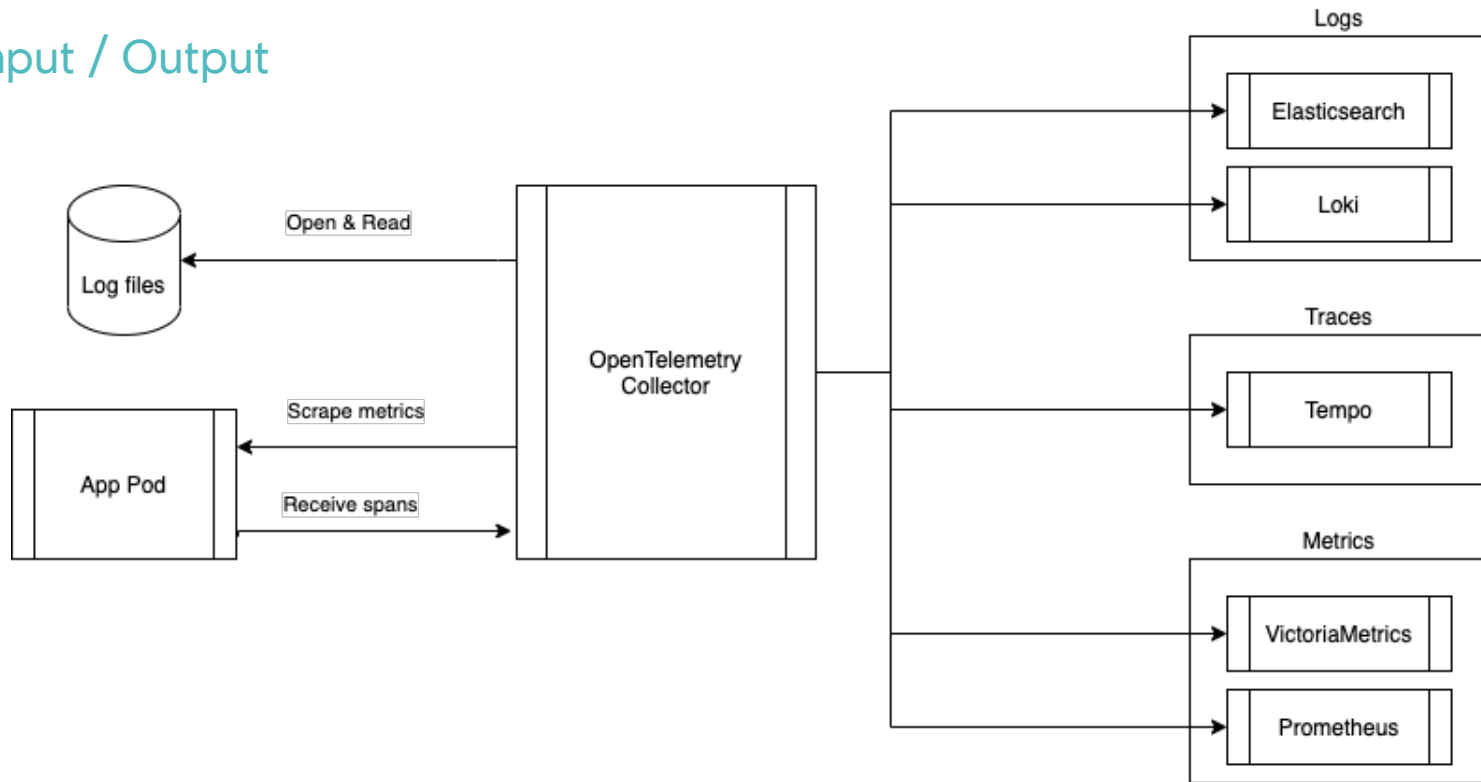 nput / Output
Logs
Elasticsearch
Loki
Open & Read
Log files
OpenTelemetry
Collector
Traces
Tempo
Scrape metrics
App Pod
Receive spans
Metrics
VictoriaMetrics
Prometheus